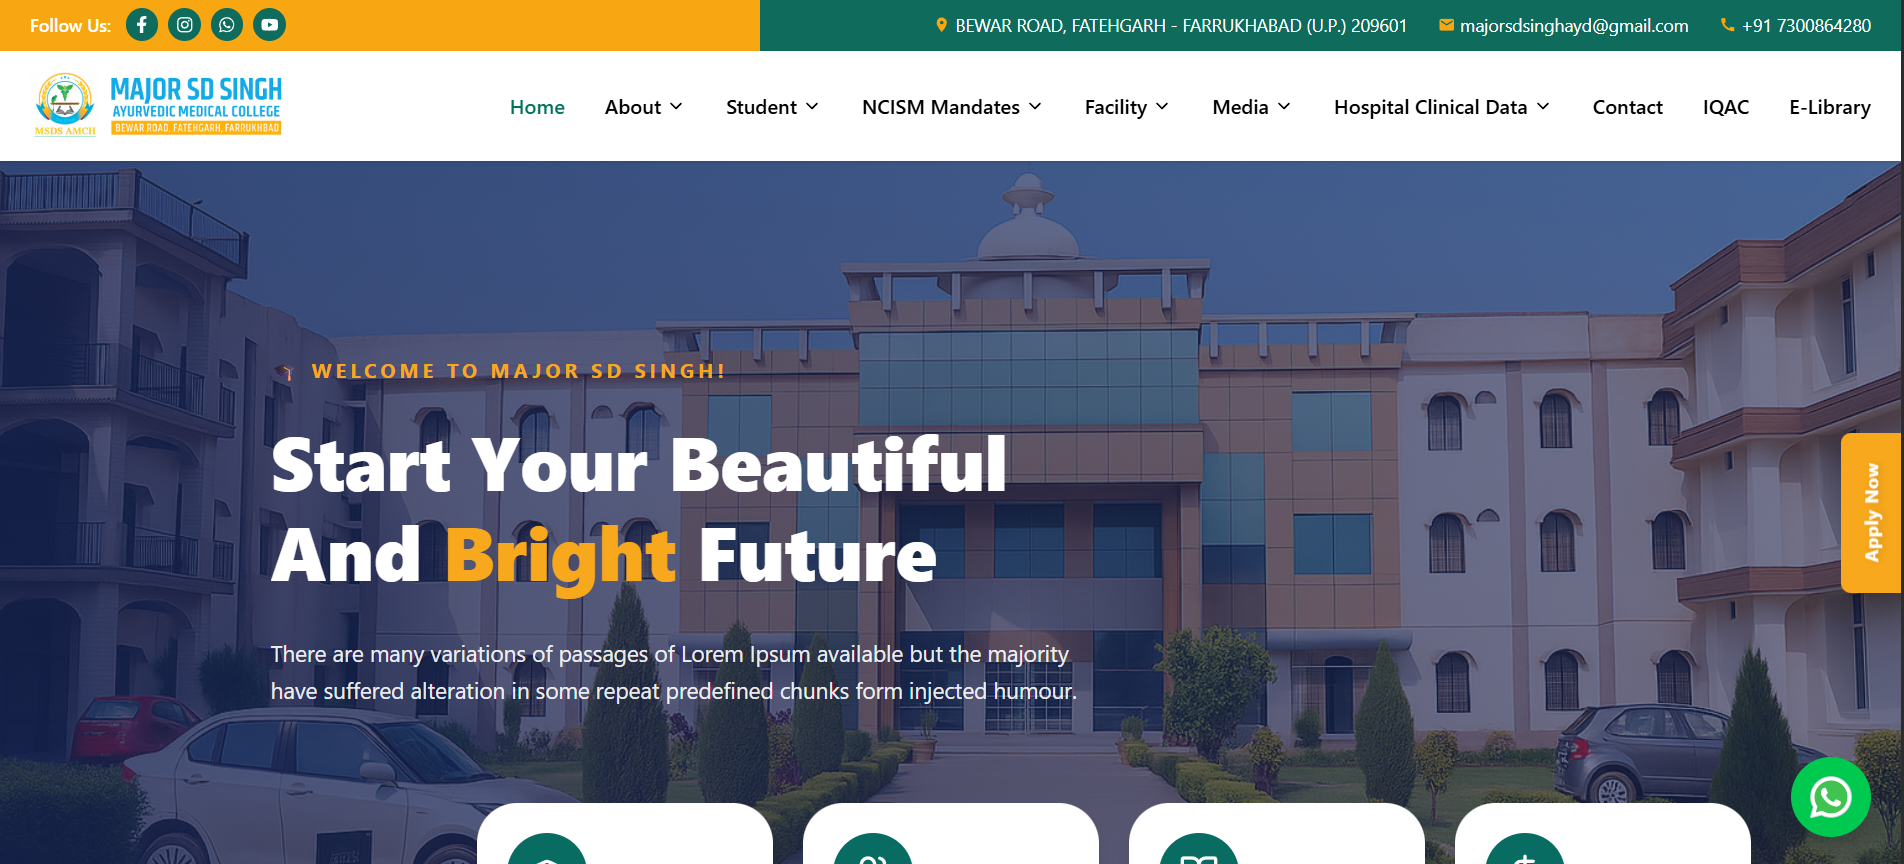 Follow Us:
BEWAR ROAD, FATEHGARH - FARRUKHABAD (U.P.) 209601
majorsdsinghayd@gmail.com
+91 7300864280
MSDS AMCH
MAJOR SD SINGH
AYURVEDIC MEDICAL COLLEGE
BEWAR ROAD, FATEHGARH, FARRUKHBAD
Home
About
Student
NCISM Mandates
Facility
Media
Hospital Clinical Data
Contact
IQAC
E-Library
WELCOME TO MAJOR SD SINGH!
Start Your Beautiful
And Bright Future
There are many variations of passages of Lorem Ipsum available but the majority
have suffered alteration in some repeat predefined chunks form injected humour.
Apply Now